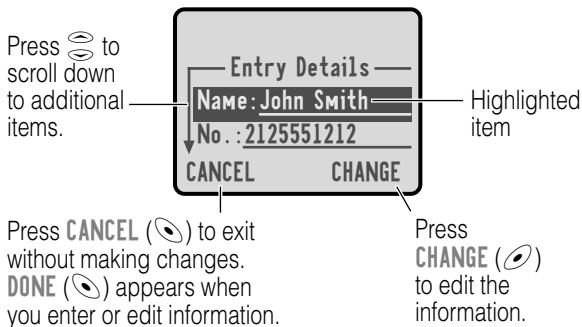 Press to
scroll down
to additional
items.
Entry Details
Name:John Smith
No.:2125551212
CANCEL CHANGE
Highlighted
item
Press CANCEL ( ) to exit
without making changes.
DONE ( ) appears when
you enter or edit information.
Press
CHANGE ( )
to edit the
information.